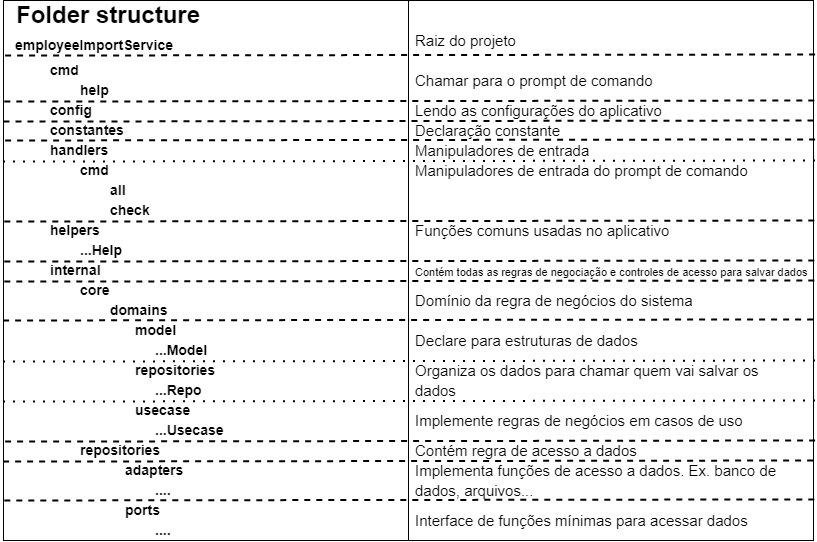 Folder structure
employeeImportService
Raiz do projeto
cmd
help
Chamar para o prompt de comando
config
Lendo as configurações do aplicativo
constantes
Declaração constante
handlers
Manipuladores de entrada
cmd
Manipuladores de entrada do prompt de comando
all
check
helpers
Funções comuns usadas no aplicativo
...Help
internal
Contém todas as regras de negociação e controles de acesso para salvar dados
core
domains
Domínio da regra de negócios do sistema
model
...Model
Declare para estruturas de dados
repositories
Organiza os dados para chamar quem vai salvar os
...Repo
dados
usecase
...Usecase
Implemente regras de negócios em casos de uso
repositories
Contém regra de acesso a dados
adapters
Implementa funções de acesso a dados. Ex. banco de
....
dados, arquivos...
ports
....
Interface de funções mínimas para acessar dados